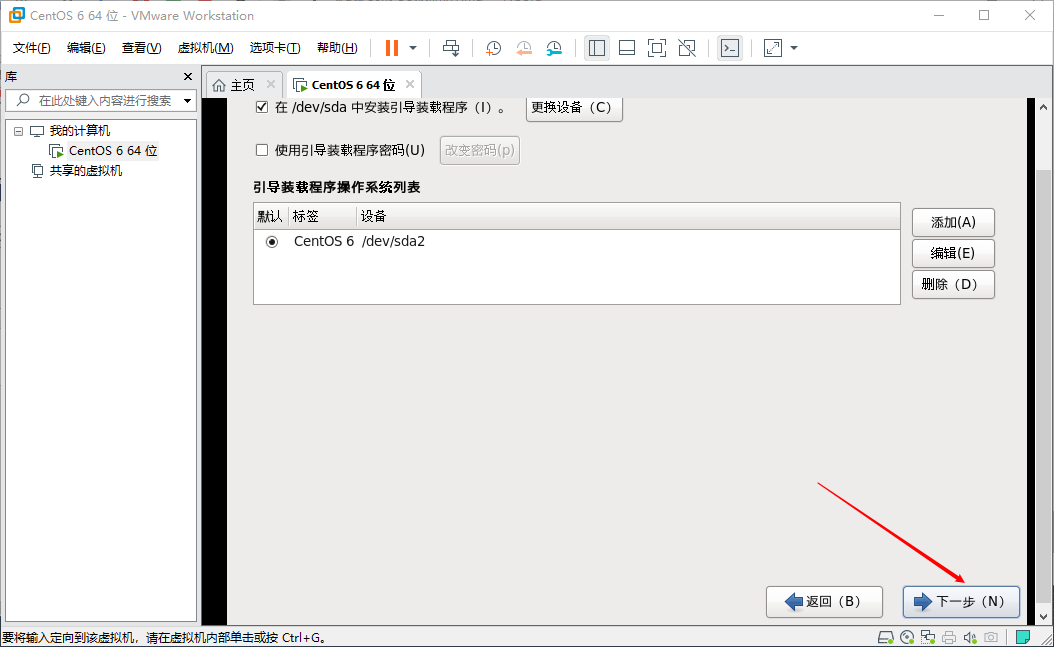 CentOS 6 64 位 - VMware Workstation
文件(F) 编辑(E) 查看(V) 虚拟机(M) 选项卡(T) 帮助(H)
库
在此处键入内容进行搜索
我的计算机
CentOS 6 64 位
共享的虚拟机
主页 CentOS 6 64 位
在 /dev/sda 中安装引导装载程序（I）。 更换设备（C）
使用引导装载程序密码(U) 改变密码(p)
引导装载程序操作系统列表
默认 标签 设备
CentOS 6 /dev/sda2
添加(A)
编辑(E)
删除（D）
返回（B） 下一步（N）
要将输入定向到该虚拟机，请在虚拟机内部单击或按 Ctrl+G。